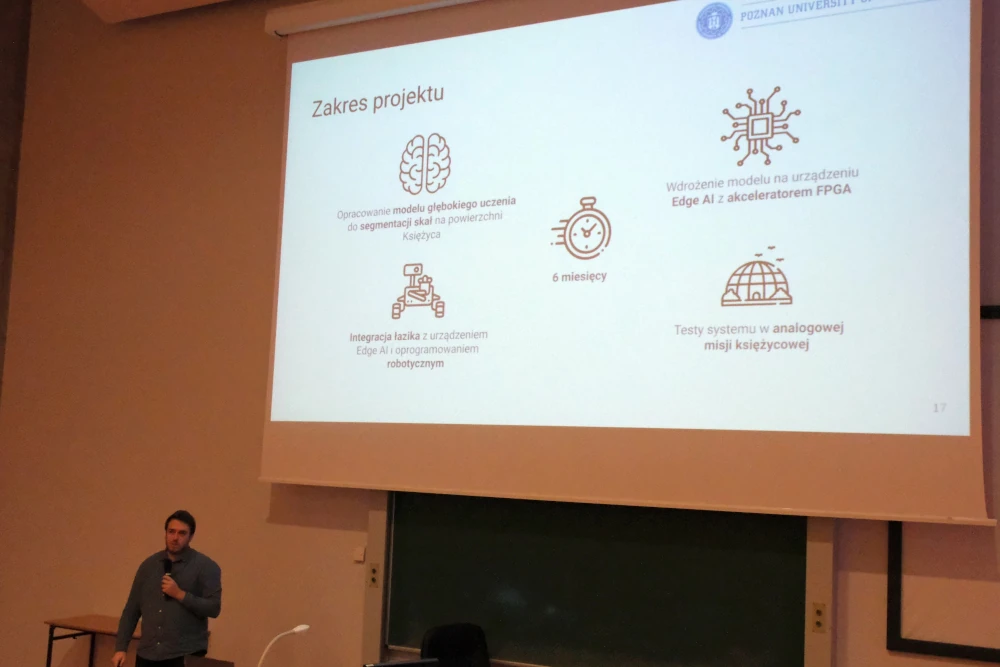 POZNAN UNIVERSITY
Zakres projektu
Opracowanie modelu głębokiego uczenia
do segmentacji skał na powierzchni
Księżyca
Wdrożenie modelu na urządzeniu
Edge AI z akceleratorem FPGA
6 miesięcy
Integracja łazika z urządzeniem
Edge AI i oprogramowaniem
robotycznym
Testy systemu w analogowej
misji księżycowej
17